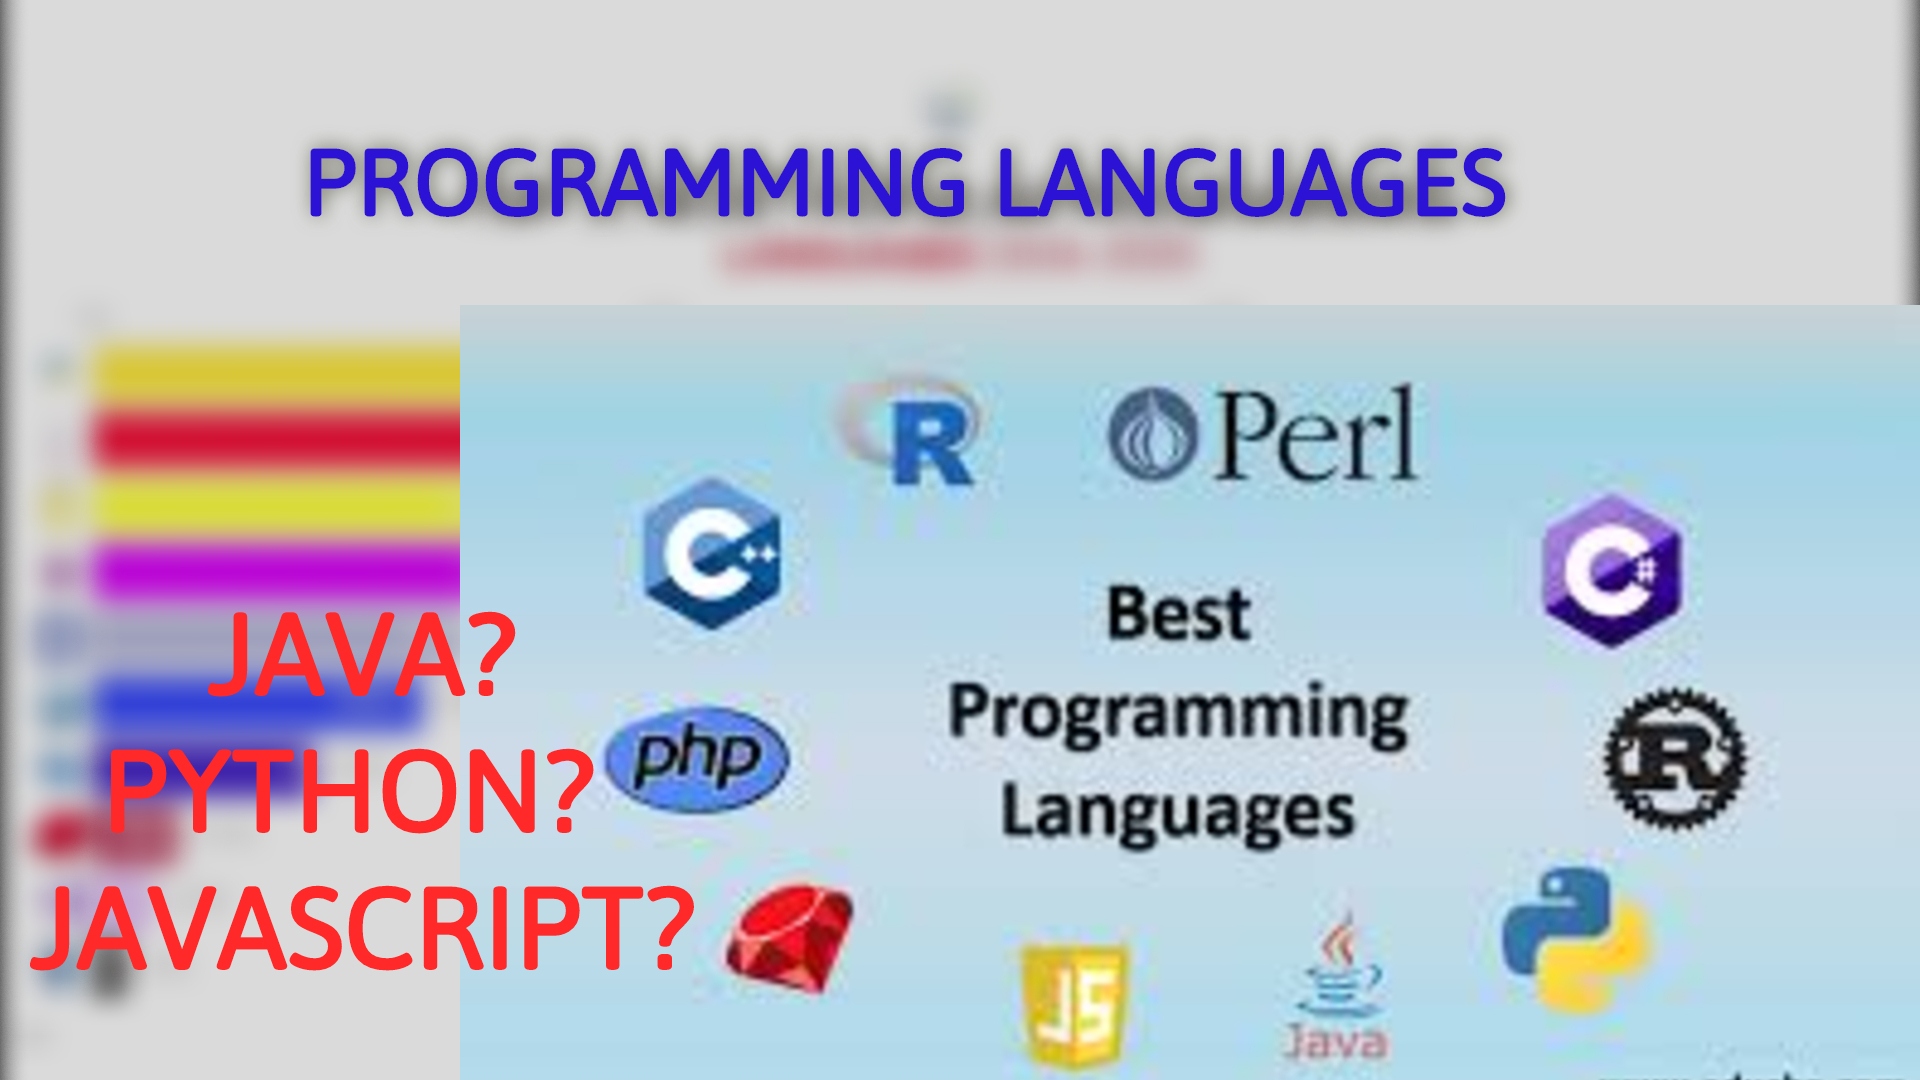 PROGRAMMING LANGUAGES
R
Perl
C++
C#
Best
Programming
Languages
php
R
JAVA?
PYTHON?
JAVASCRIPT?
JS
Java